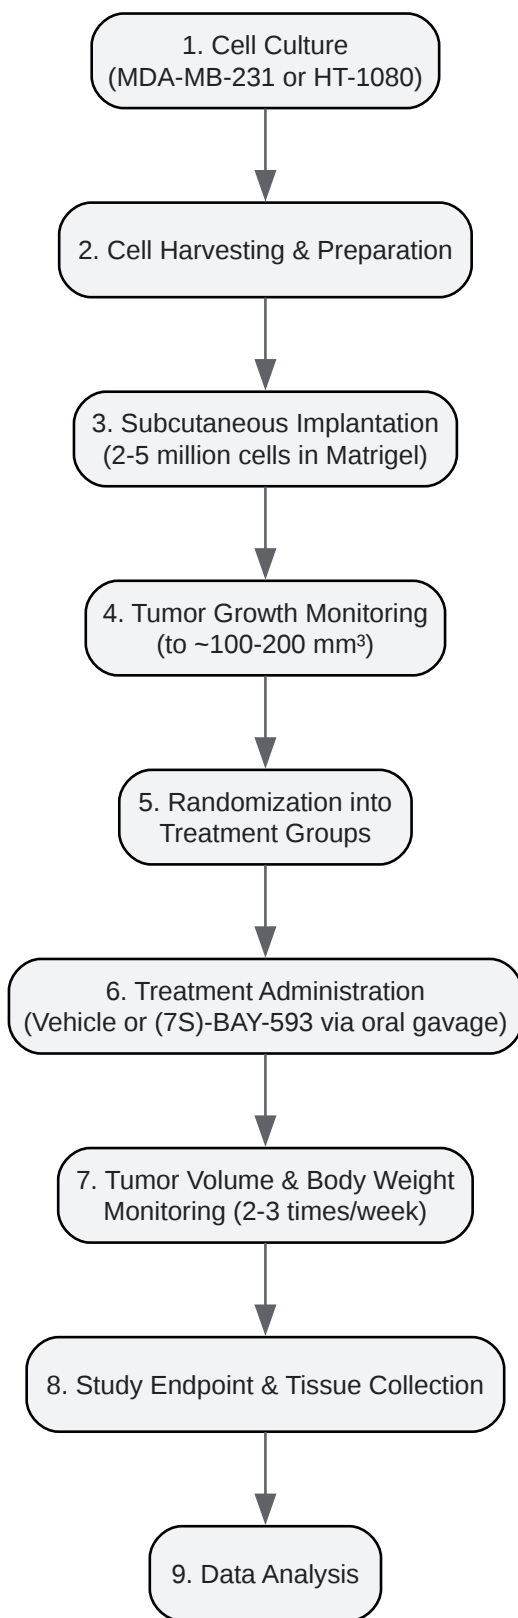 1. Cell Culture
(MDA-MB-231 or HT-1080)
2. Cell Harvesting & Preparation
3. Subcutaneous Implantation
(2-5 million cells in Matrigel)
4. Tumor Growth Monitoring
(to ~100-200 mm³)
5. Randomization into
Treatment Groups
6. Treatment Administration
(Vehicle or (7S)-BAY-593 via oral gavage)
7. Tumor Volume & Body Weight
Monitoring (2-3 times/week)
8. Study Endpoint & Tissue Collection
9. Data Analysis